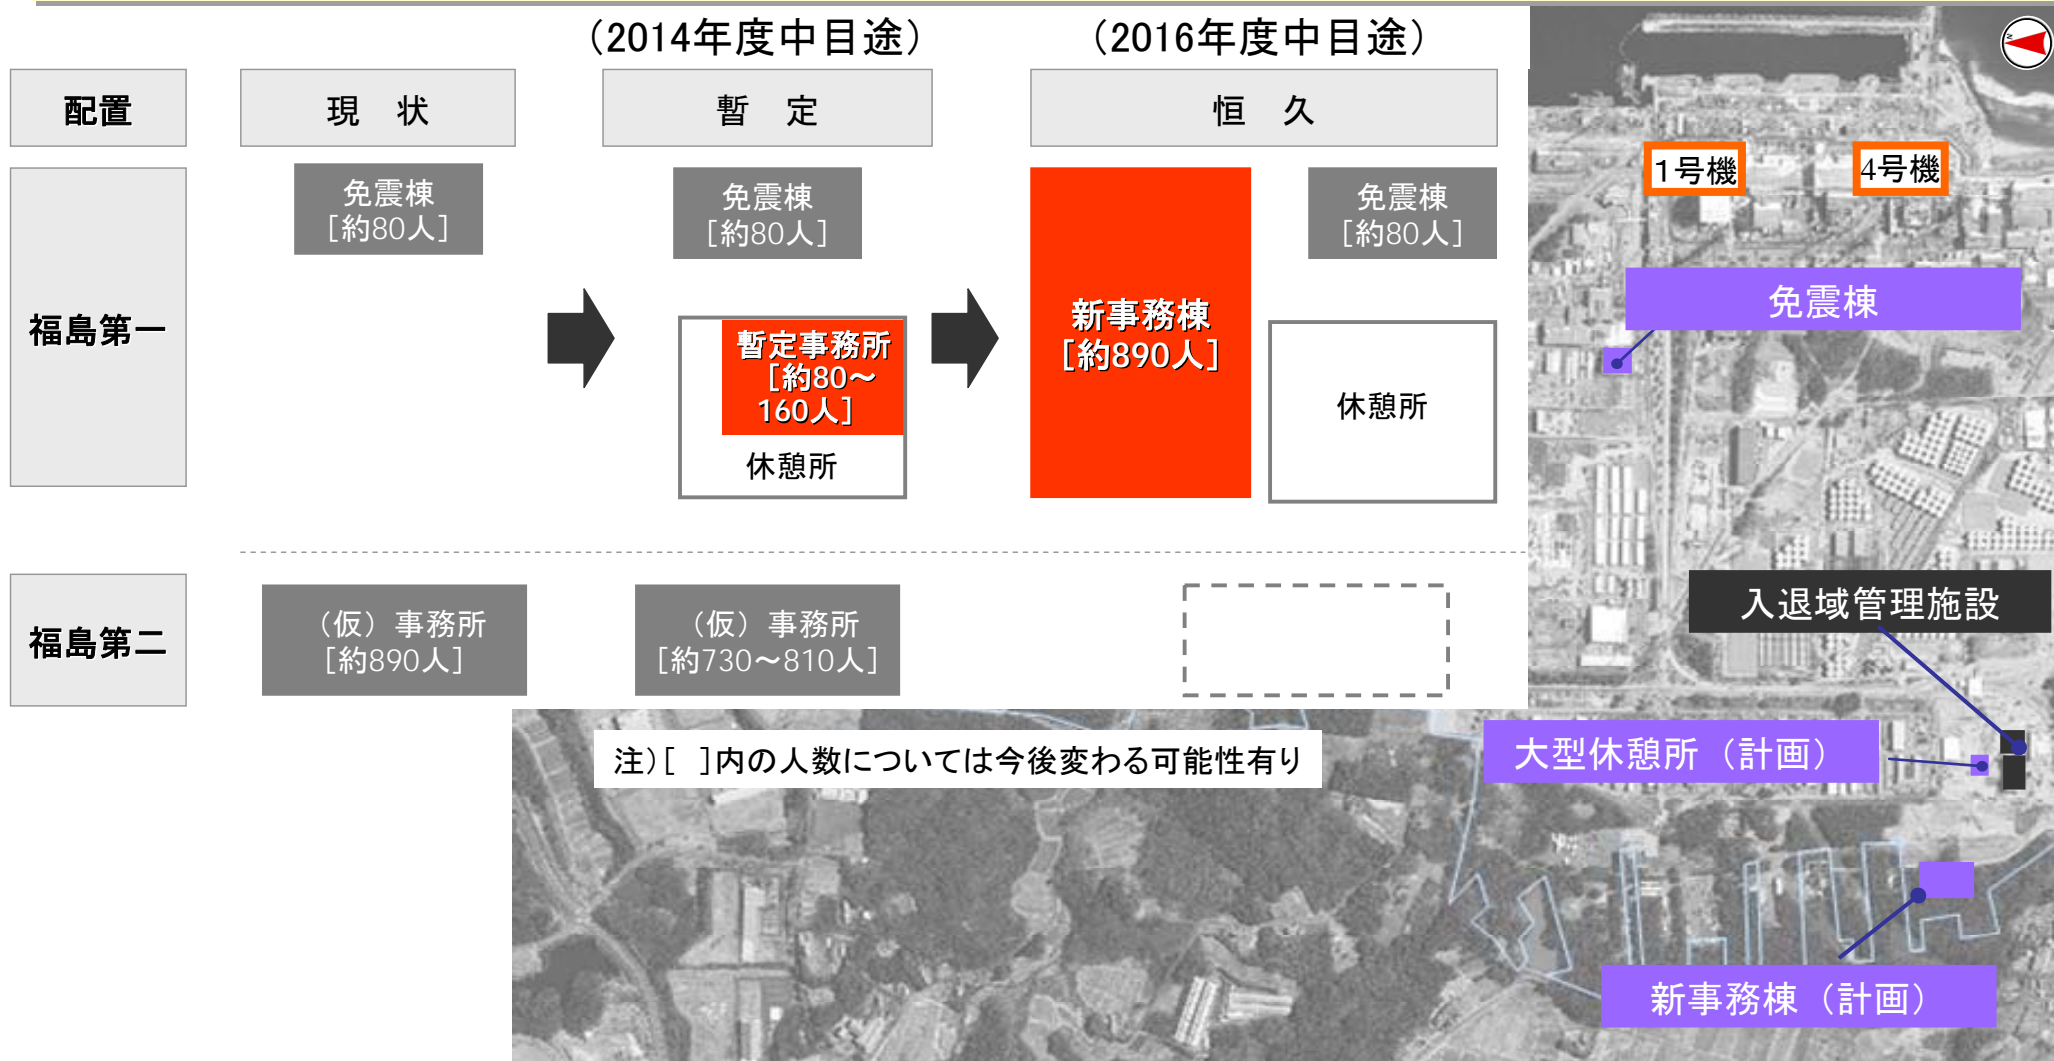 （2014年度中目途）
（2016年度中目途）
配置
現　状
暫　定
恒　久
福島第一
免震棟
［約80人］
免震棟
［約80人］
暫定事務所
［約80～
160人］
休憩所
新事務棟
［約890人］
免震棟
［約80人］
休憩所
福島第二
（仮）事務所
［約890人］
（仮）事務所
［約730～810人］
注）[　]内の人数については今後変わる可能性有り
N
1号機
4号機
免震棟
入退域管理施設
大型休憩所（計画）
新事務棟（計画）